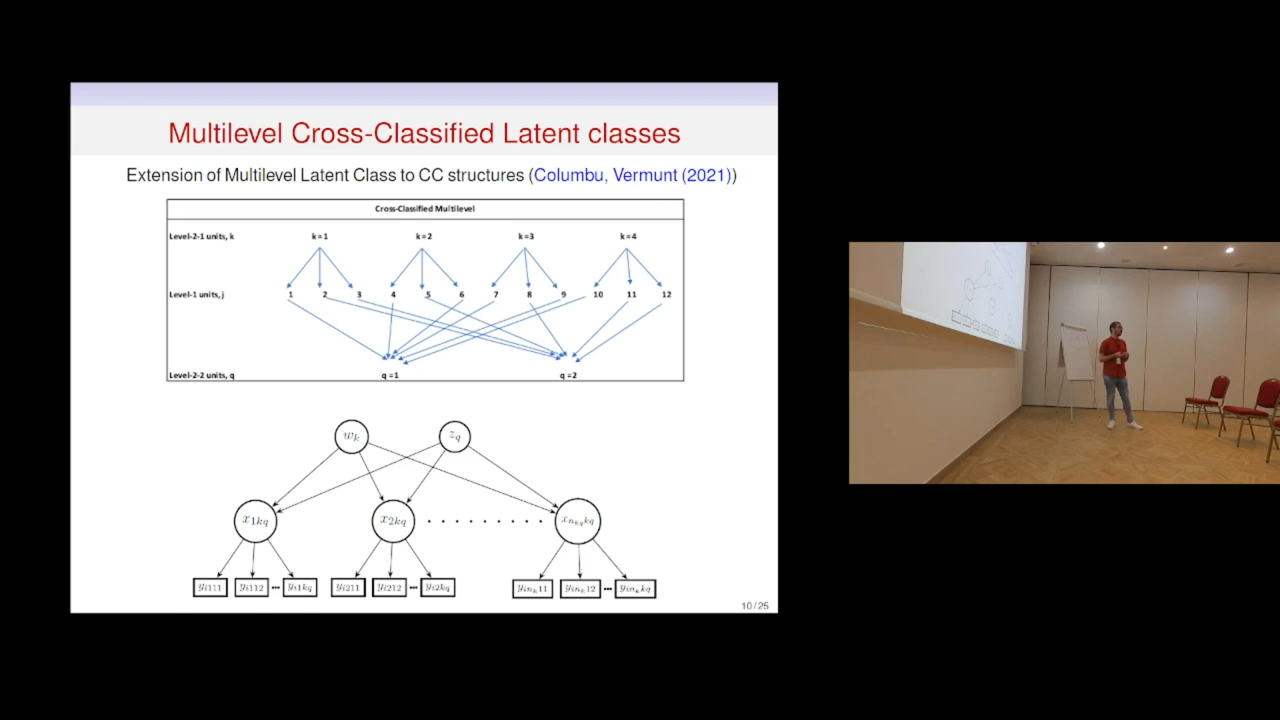 Multilevel Cross-Classified Latent classes
Extension of Multilevel Latent Class to CC structures (Columbu, Vermunt (2021))
Cross-Classified Multilevel
Level-2-1 units, k k=1 k=2 k=3 k=4
Level-1 units, j 1 2 3 4 5 6 7 8 9 10 11 12
Level-2-2 units, q q =1 q =2
w_k z_q
x_{1kq} x_{2kq} . . . . . . . . . x_{n_{kq}kq}
y_{i111} y_{i112} ... y_{i1kq} y_{i211} y_{i212} ... y_{i2kq} y_{in_k11} y_{in_k12} ... y_{in_kkq}
10 / 25